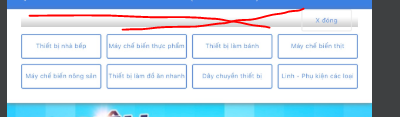 X đóng
Thiết bị nhà bếp
Máy chế biến thực phẩm
Thiết bị làm bánh
Máy chế biến thịt
Máy chế biến nông sản
Thiết bị làm đồ ăn nhanh
Dây chuyền thiết bị
Linh - Phụ kiện các loại